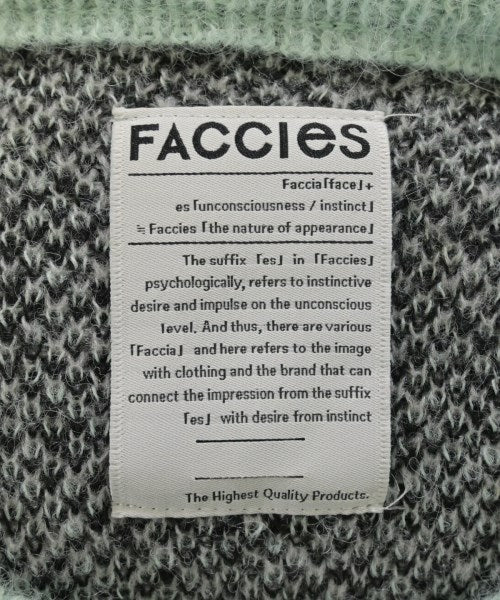 FACCIES
Faccia「face」+
es「unconsciousness / instinct」
≒ Faccies「the nature of appearance」
The suffix「es」in「Faccies」
psychologically, refers to instinctive
desire and impulse on the unconscious
level. And thus, there are various
「Faccia」and here refers to the image
with clothing and the brand that can
connect the impression from the suffix
「es」with desire from instinct
The Highest Quality Products.